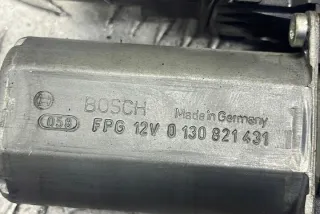 BOSCH Made in Germany
058 FPG 12V 0 130 821 431